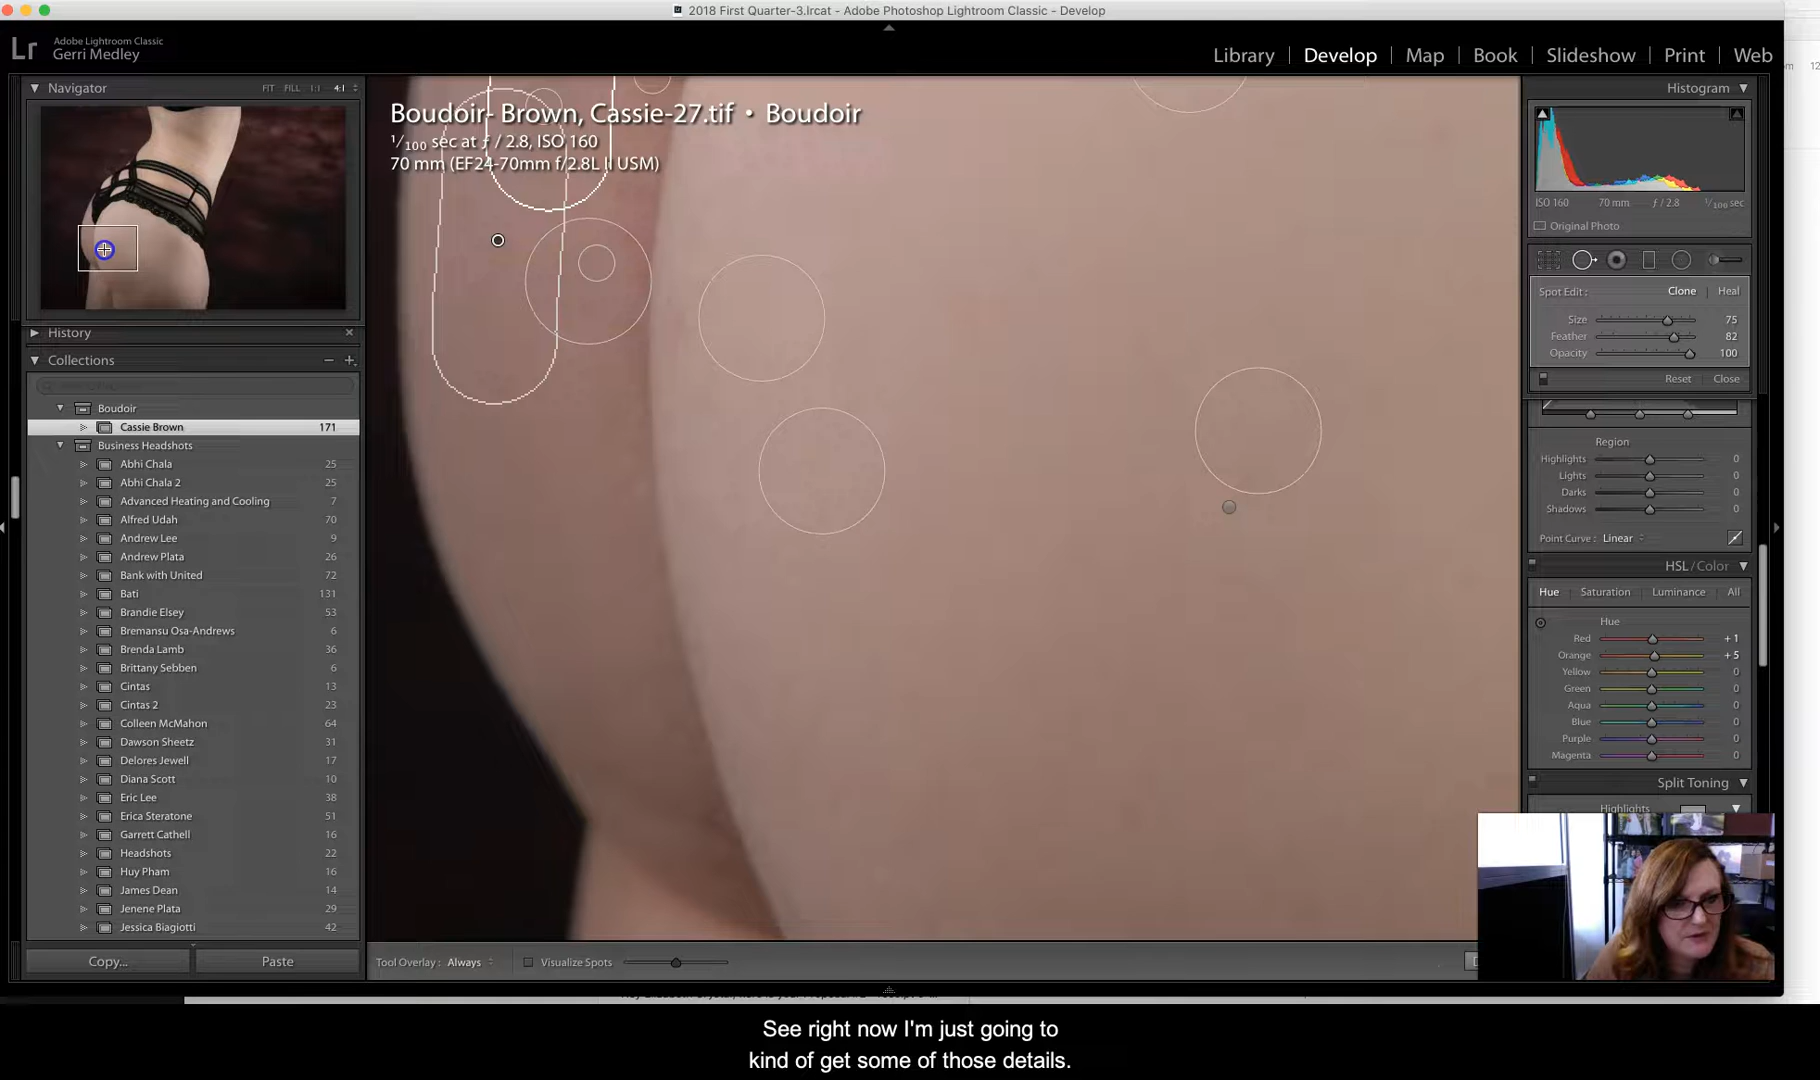 2018 First Quarter-3.lrcat - Adobe Photoshop Lightroom Classic - Develop
Lr
Adobe Lightroom Classic
Gerri Medley
Library | Develop | Map | Book | Slideshow | Print | Web
Navigator
FIT FILL 1:1 4:1
Histogram
Boudoir- Brown, Cassie-27.tif • Boudoir
1/100 sec at ƒ / 2.8, ISO 160
70 mm (EF24-70mm f/2.8L II USM)
ISO 160 70 mm ƒ / 2.8 1/100 sec
Original Photo
Spot Edit : Clone | Heal
Size 75
Feather 82
Opacity 100
Reset Close
Region
Highlights 0
Lights 0
Darks 0
Shadows 0
Point Curve : Linear
HSL / Color
Hue Saturation Luminance All
Hue
Red + 1
Orange + 5
Yellow 0
Green 0
Aqua 0
Blue 0
Purple 0
Magenta 0
Split Toning
Highlights
History
Collections
Boudoir
Cassie Brown 171
Business Headshots
Abhi Chala 25
Abhi Chala 2 25
Advanced Heating and Cooling 7
Alfred Udah 70
Andrew Lee 9
Andrew Plata 26
Bank with United 72
Bati 131
Brandie Elsey 53
Bremansu Osa-Andrews 6
Brenda Lamb 36
Brittany Sebben 6
Cintas 13
Cintas 2 23
Colleen McMahon 64
Dawson Sheetz 31
Delores Jewell 17
Diana Scott 10
Eric Lee 38
Erica Steratone 51
Garrett Cathell 16
Headshots 22
Huy Pham 16
James Dean 14
Jenene Plata 29
Jessica Biagiotti 42
Copy... Paste
Tool Overlay : Always Visualize Spots
See right now I'm just going to
kind of get some of those details.